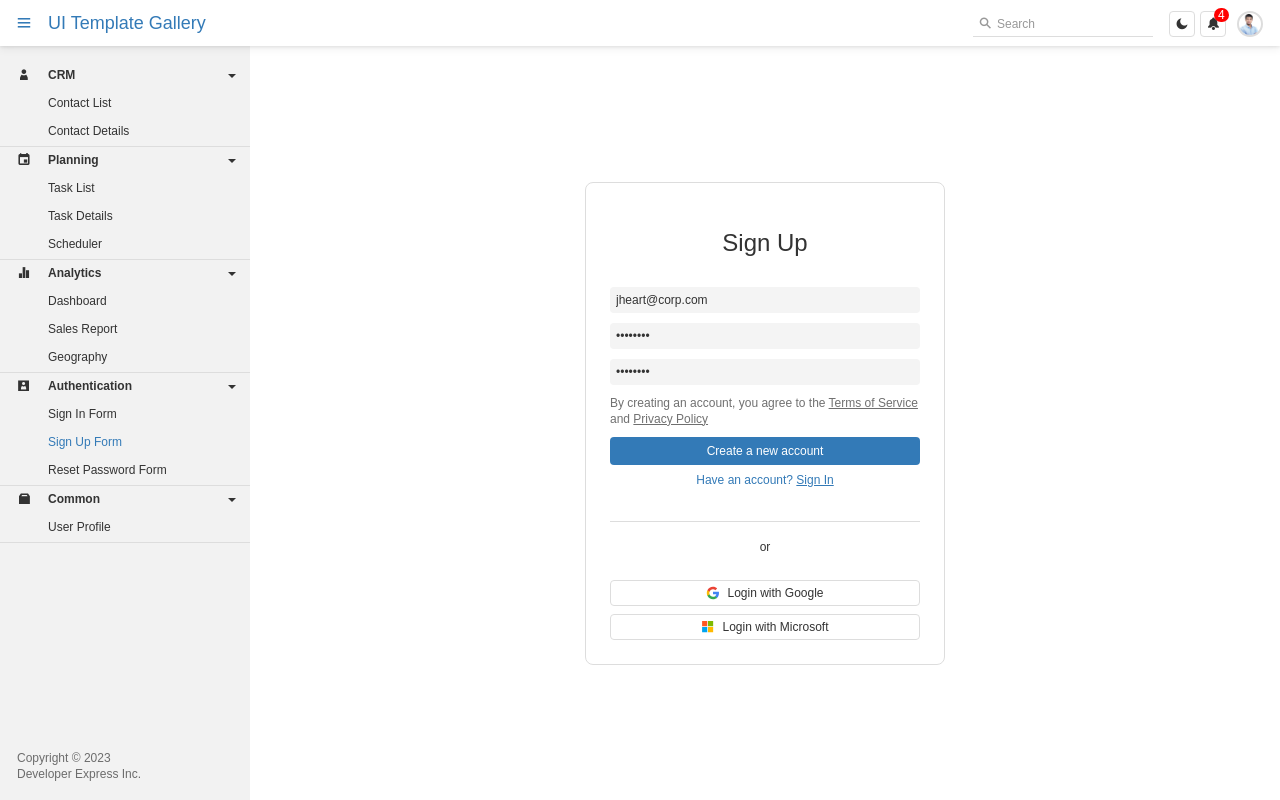 UI Template Gallery
Search
4
CRM
Contact List
Contact Details
Planning
Task List
Task Details
Scheduler
Analytics
Dashboard
Sales Report
Geography
Authentication
Sign In Form
Sign Up Form
Reset Password Form
Common
User Profile
Copyright © 2023
Developer Express Inc.
Sign Up
jheart@corp.com
••••••••
••••••••
By creating an account, you agree to the Terms of Service
and Privacy Policy
Create a new account
Have an account? Sign In
or
Login with Google
Login with Microsoft